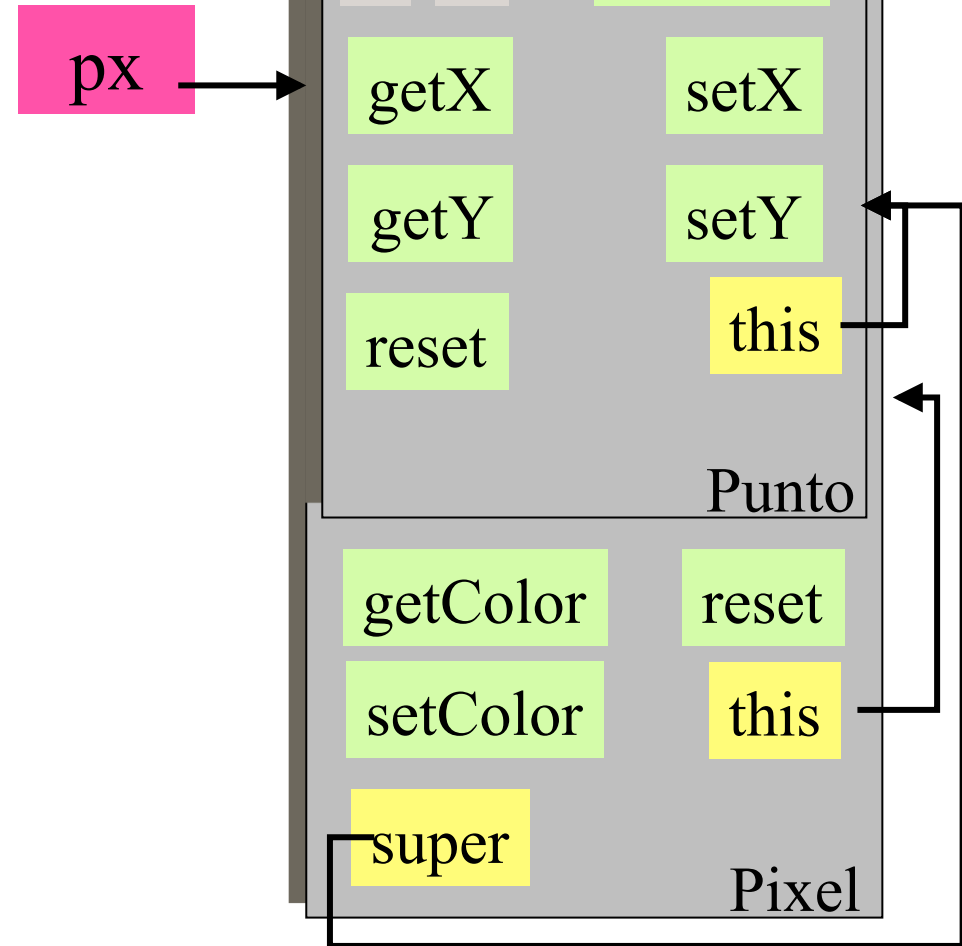 px
getX
setX
getY
setY
reset
this
Punto
getColor
reset
setColor
this
super
Pixel